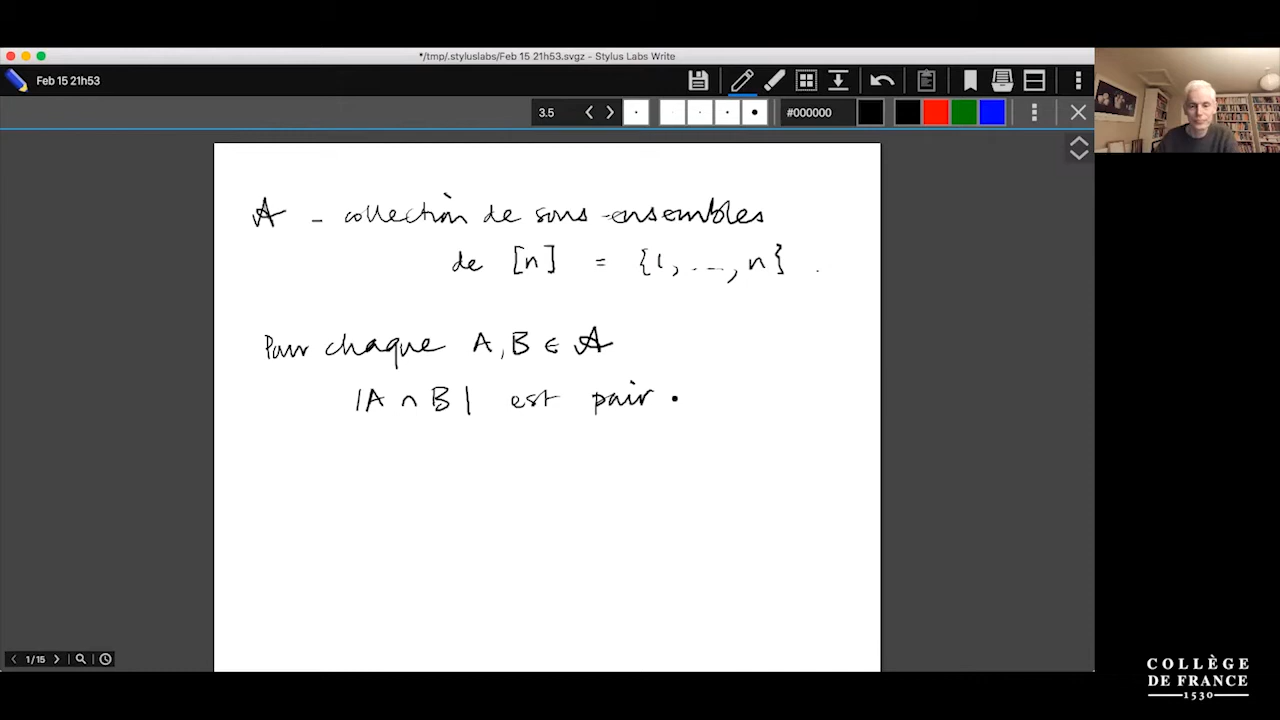 */tmp/.styluslabs/Feb 15 21h53.svgz - Stylus Labs Write
Feb 15 21h53
3.5
#000000
𝒜 - collection de sous-ensembles
de [n] = {1, ..., n}.
Pour chaque A, B ∈ 𝒜
|A ∩ B| est pair.
1/15
COLLÈGE
DE FRANCE
1530